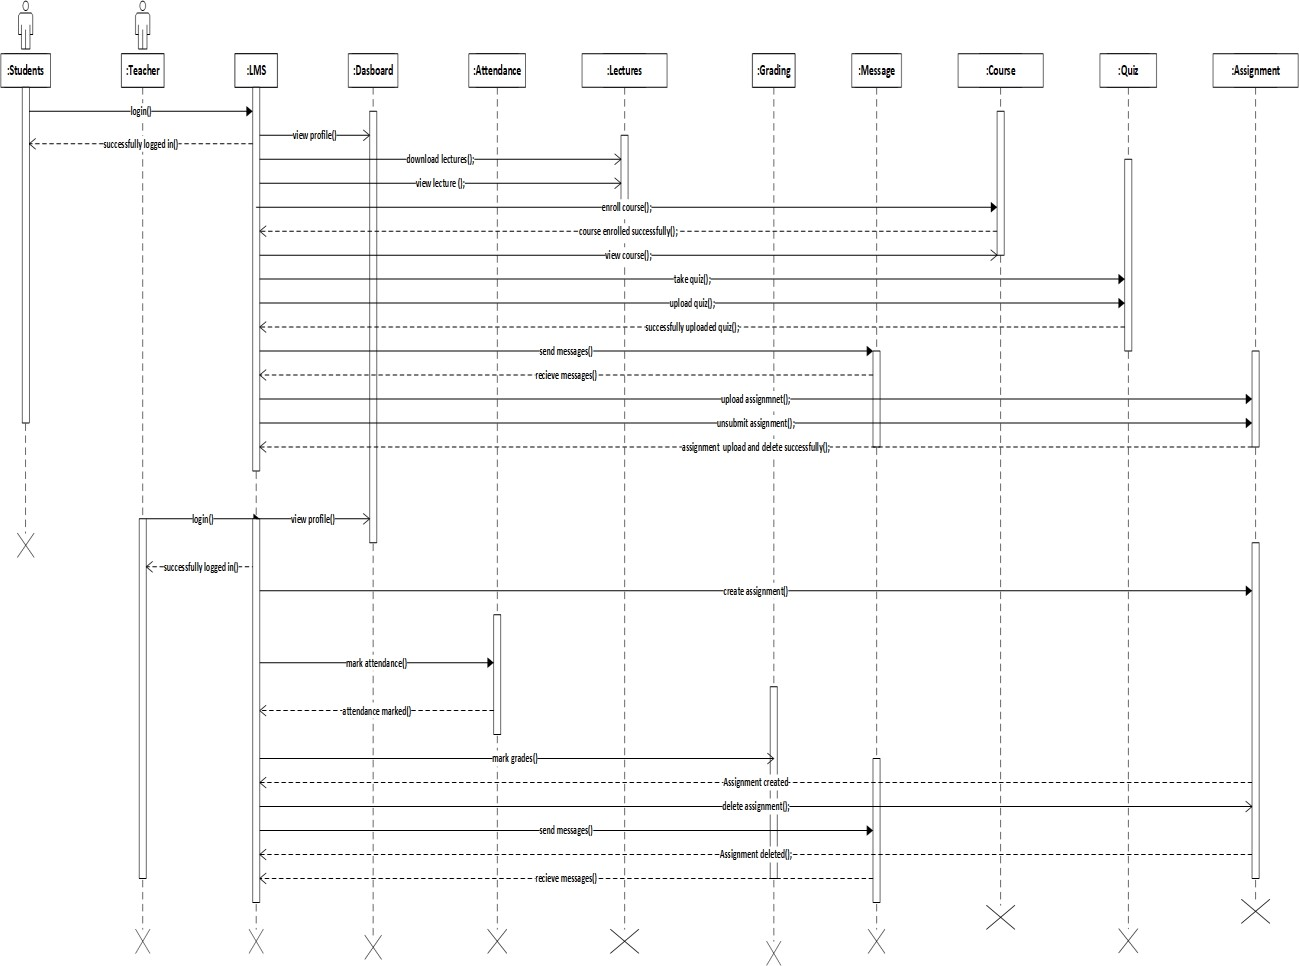 :Students
:Teacher
:LMS
:Dasboard
:Attendance
:Lectures
:Grading
:Message
:Course
:Quiz
:Assignment
login()
view profile()
successfully logged in()
download lectures();
view lecture ();
enroll course();
course enrolled successfully();
view course();
take quiz();
upload quiz();
successfully uploaded quiz();
send messages()
recieve messages()
upload assignmnet();
unsubmit assignment();
assignment upload and delete successfully();
login()
view profile()
successfully logged in()
create assignment()
mark attendance()
attendance marked()
mark grades()
Assignment created
delete assignment();
send messages()
Assignment deleted();
recieve messages()